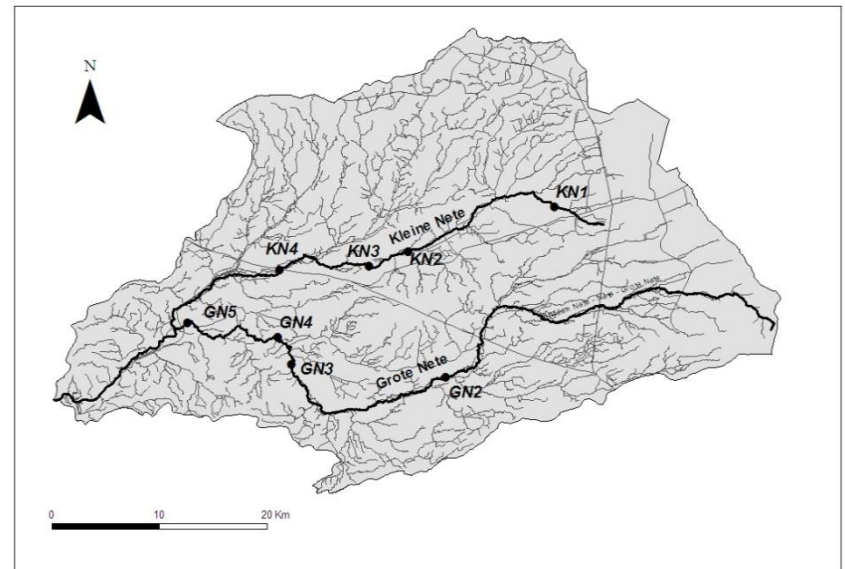 N
KN1
Kleine Nete
KN4
KN3
KN2
GN5
GN4
GN3
Grote Nete
GN2
0
10
20 Km